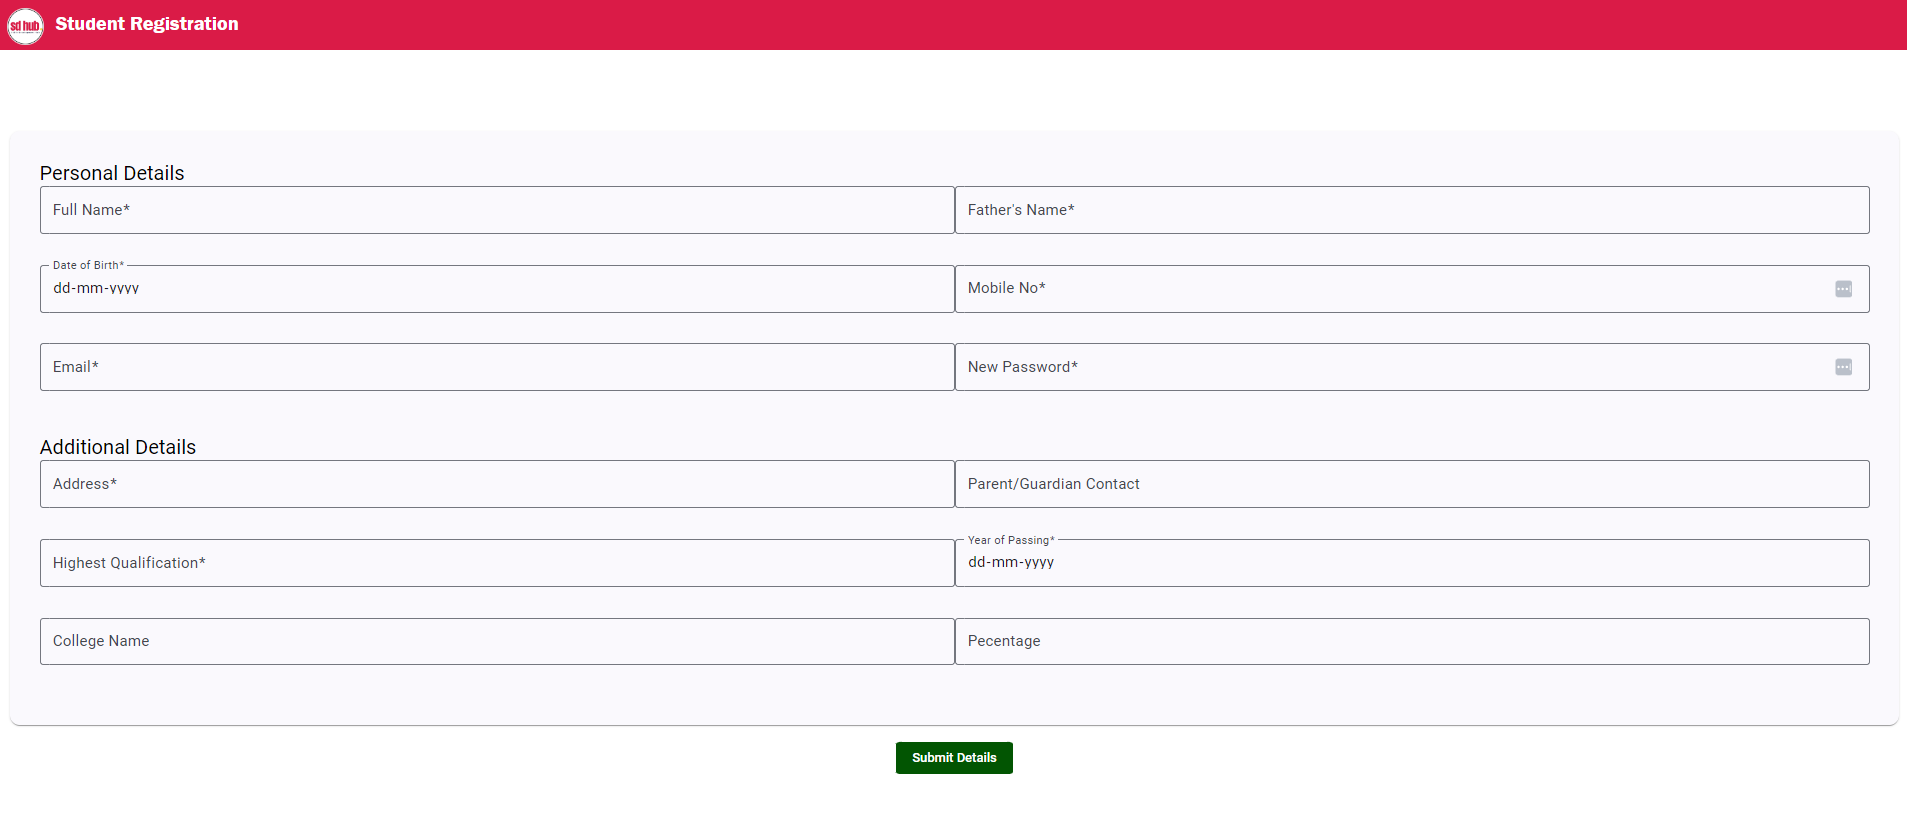 sd hub
Student Registration
Personal Details
Full Name*
Father's Name*
Date of Birth*
dd-mm-yyyy
Mobile No*
Email*
New Password*
Additional Details
Address*
Parent/Guardian Contact
Highest Qualification*
Year of Passing*
dd-mm-yyyy
College Name
Pecentage
Submit Details